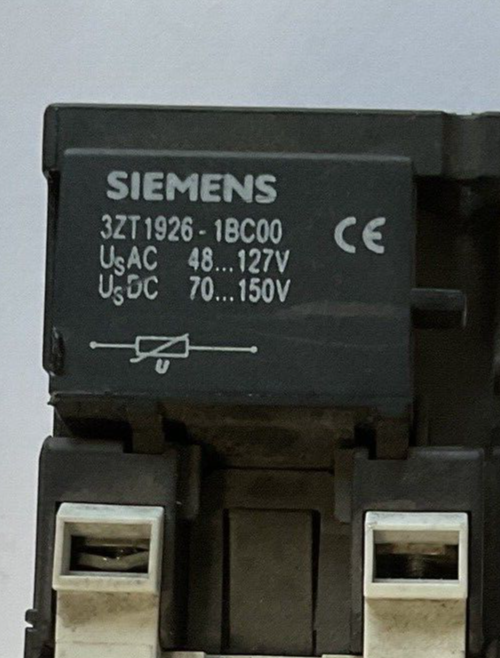 SIEMENS
3ZT1926-1BC00
CE
UsAC 48...127V
UsDC 70...150V
U